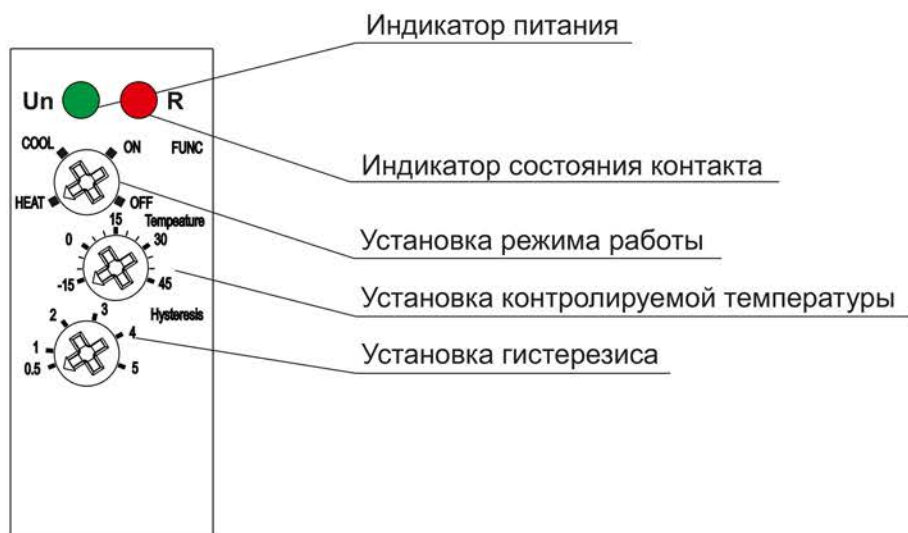 Индикатор питания
Un R
COOL ON FUNC
Индикатор состояния контакта
HEAT OFF
15 Tempeature
0 30
Установка режима работы
-15 45
Установка контролируемой температуры
Hysteresis
2 3
4
1
Установка гистерезиса
0.5 5